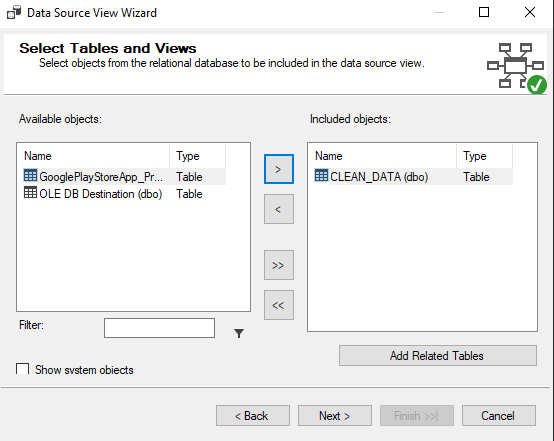 Data Source View Wizard
Select Tables and Views
Select objects from the relational database to be included in the data source view.
Available objects:
Name Type
GooglePlayStoreApp_Pr... Table
OLE DB Destination (dbo) Table
>
<
>>
<<
Included objects:
Name Type
CLEAN_DATA (dbo) Table
Filter:
Add Related Tables
Show system objects
< Back Next > Finish >>| Cancel